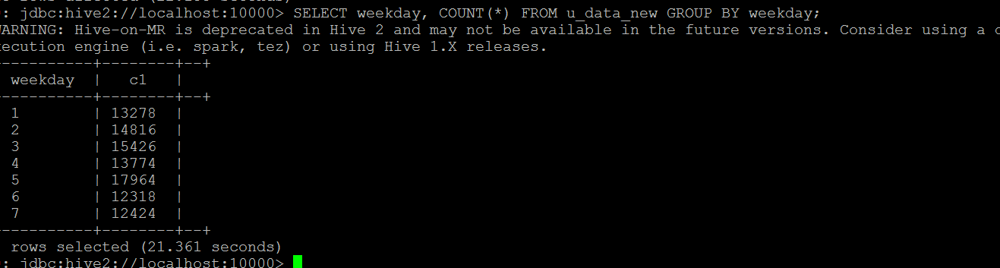 : jdbc:hive2://localhost:10000> SELECT weekday, COUNT(*) FROM u_data_new GROUP BY weekday;
WARNING: Hive-on-MR is deprecated in Hive 2 and may not be available in the future versions. Consider using a
ecution engine (i.e. spark, tez) or using Hive 1.X releases.
-----------+--------+--+
weekday | c1 |
-----------+--------+--+
1 | 13278 |
2 | 14816 |
3 | 15426 |
4 | 13774 |
5 | 17964 |
6 | 12318 |
7 | 12424 |
-----------+--------+--+
rows selected (21.361 seconds)
: jdbc:hive2://localhost:10000>